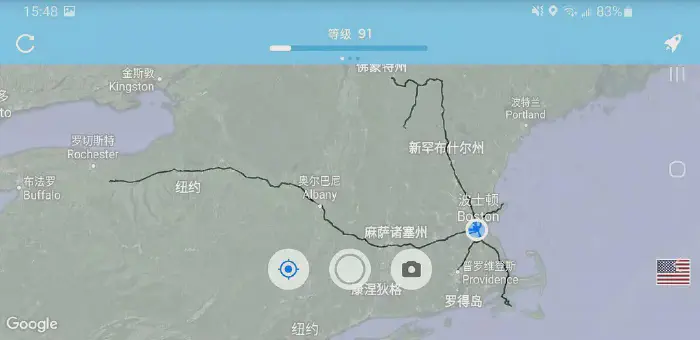 15:48
83%
等级 91
佛蒙特州
金斯敦
Kingston
多
to
波特兰
Portland
罗切斯特
Rochester
新罕布什尔州
布法罗
Buffalo
纽约
奥尔巴尼
Albany
波士顿
Boston
麻萨诸塞州
普罗维登斯
Providence
康涅狄格
罗得岛
Google
纽约